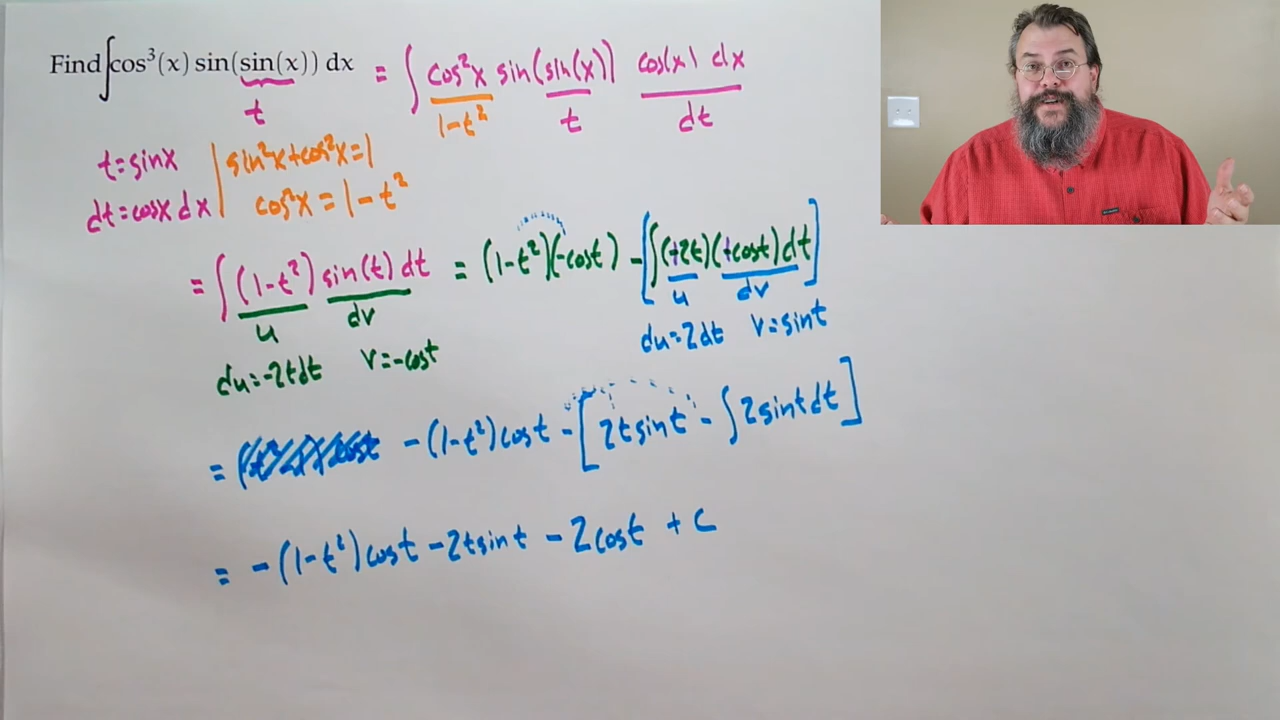 Find ∫cos³(x) sin(sin(x)) dx = ∫ cos²x sin(sin(x)) cos(x) dx
t 1-t² t dt
t=sinx sin²x+cos²x=1
dt=cosx dx cos²x=1-t²
= ∫ (1-t²) sin(t) dt = (1-t²)(-cost) - [∫(+2t)(+cost)dt]
u dv u dv
du=-2tdt v=-cost du=2dt v=sint
= -(1-t²)cost - [2tsint - ∫2sintdt]
= -(1-t²)cost - 2tsint - 2cost + C